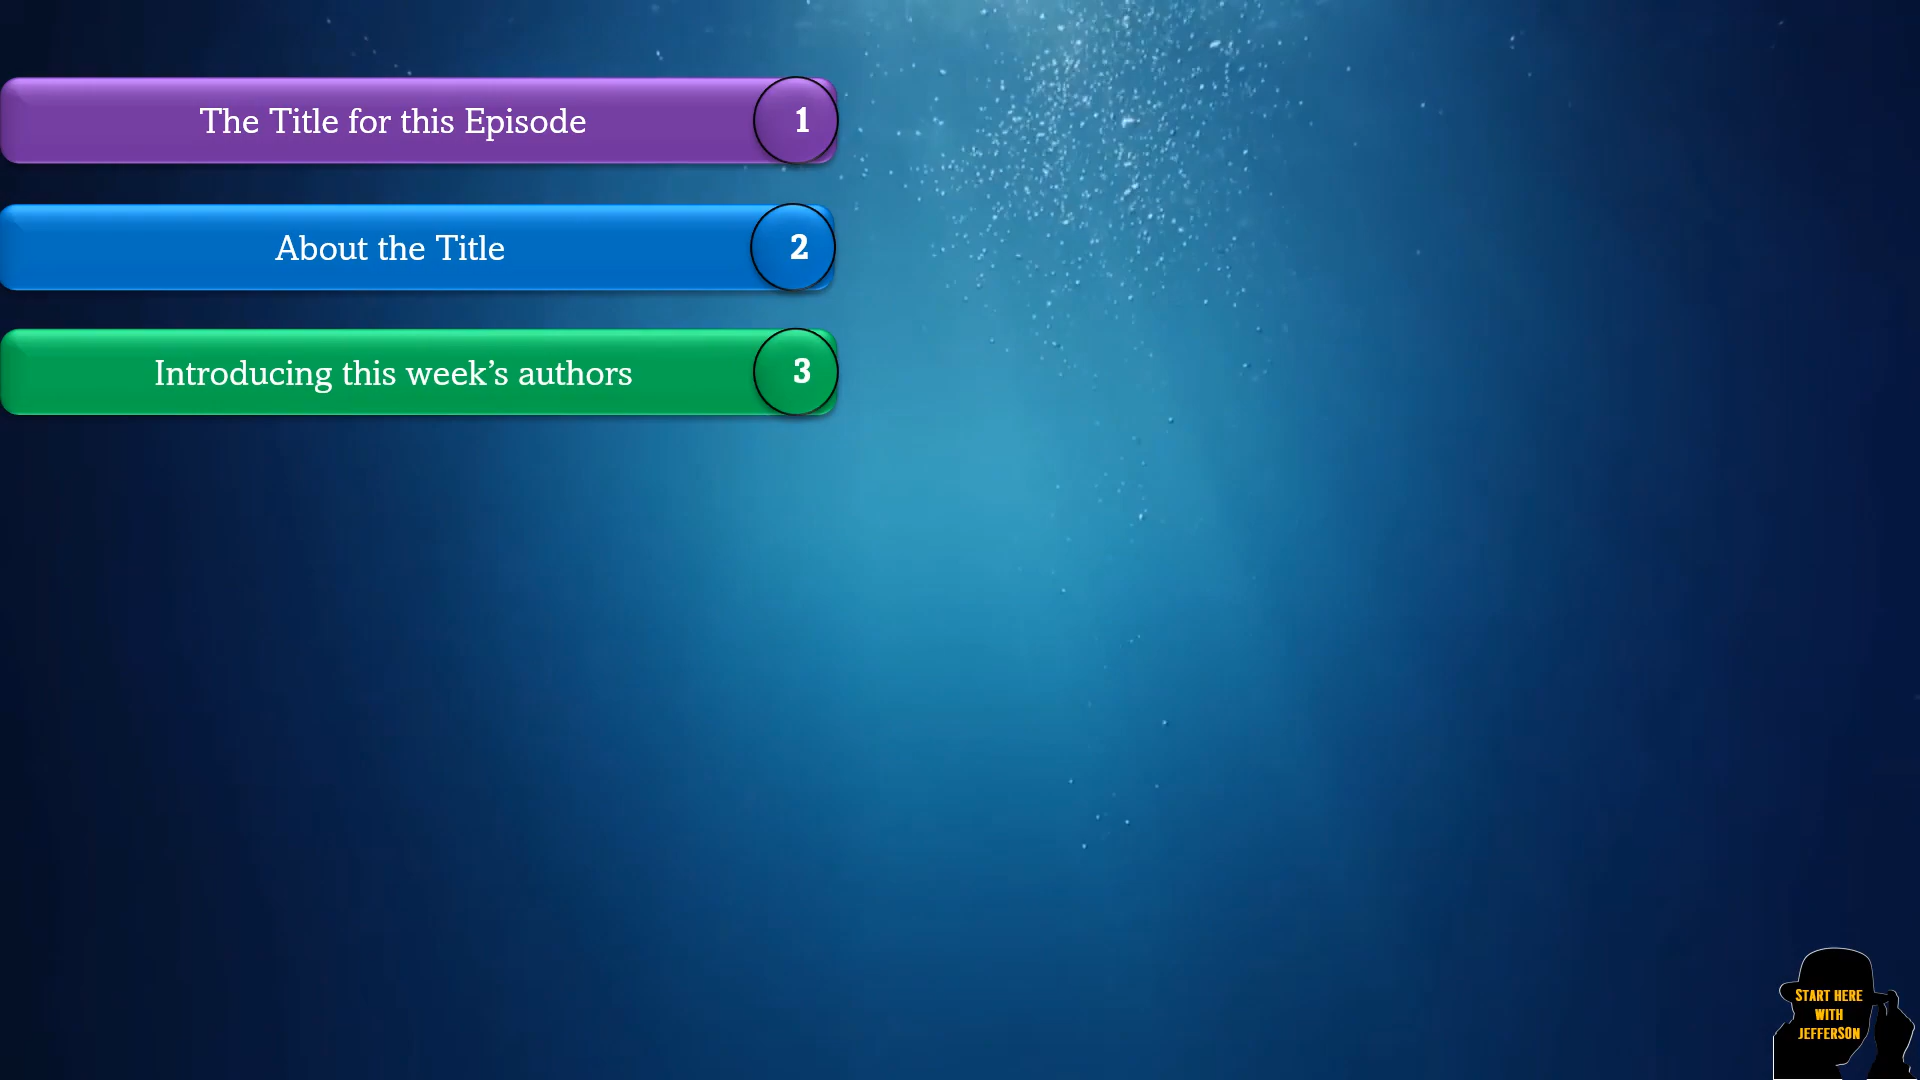 The Title for this Episode
1
About the Title
2
Introducing this week’s authors
3
START HERE
WITH
JEFFERSON